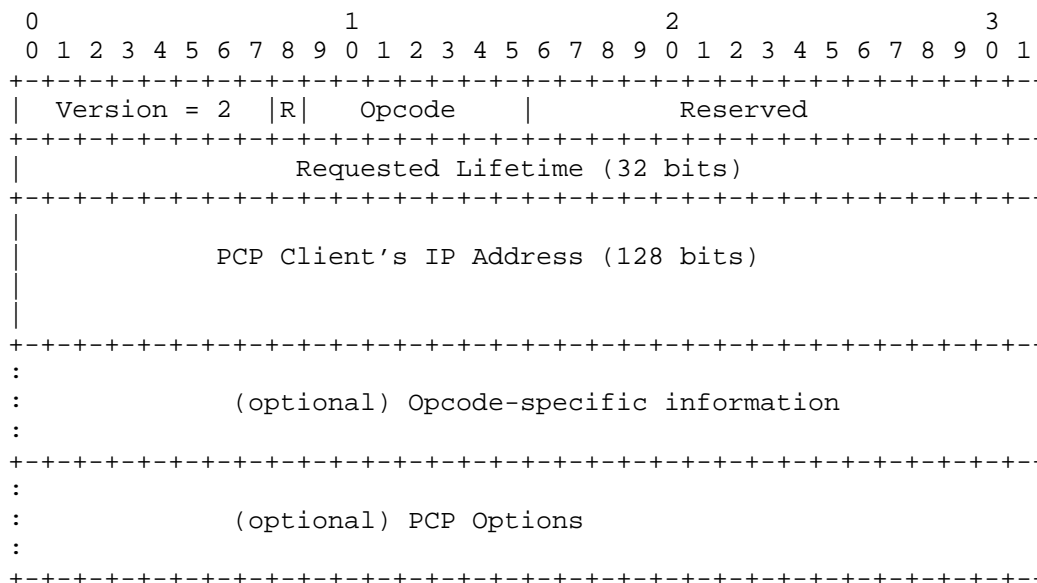 0                   1                   2                   3
 0 1 2 3 4 5 6 7 8 9 0 1 2 3 4 5 6 7 8 9 0 1 2 3 4 5 6 7 8 9 0 1
+-+-+-+-+-+-+-+-+-+-+-+-+-+-+-+-+-+-+-+-+-+-+-+-+-+-+-+-+-+-+-+-
|  Version = 2  |R|   Opcode    |         Reserved
+-+-+-+-+-+-+-+-+-+-+-+-+-+-+-+-+-+-+-+-+-+-+-+-+-+-+-+-+-+-+-+-
|                 Requested Lifetime (32 bits)
+-+-+-+-+-+-+-+-+-+-+-+-+-+-+-+-+-+-+-+-+-+-+-+-+-+-+-+-+-+-+-+-
|
|            PCP Client’s IP Address (128 bits)
|
|
+-+-+-+-+-+-+-+-+-+-+-+-+-+-+-+-+-+-+-+-+-+-+-+-+-+-+-+-+-+-+-+-
:
:             (optional) Opcode-specific information
:
+-+-+-+-+-+-+-+-+-+-+-+-+-+-+-+-+-+-+-+-+-+-+-+-+-+-+-+-+-+-+-+-
:
:             (optional) PCP Options
:
+-+-+-+-+-+-+-+-+-+-+-+-+-+-+-+-+-+-+-+-+-+-+-+-+-+-+-+-+-+-+-+-